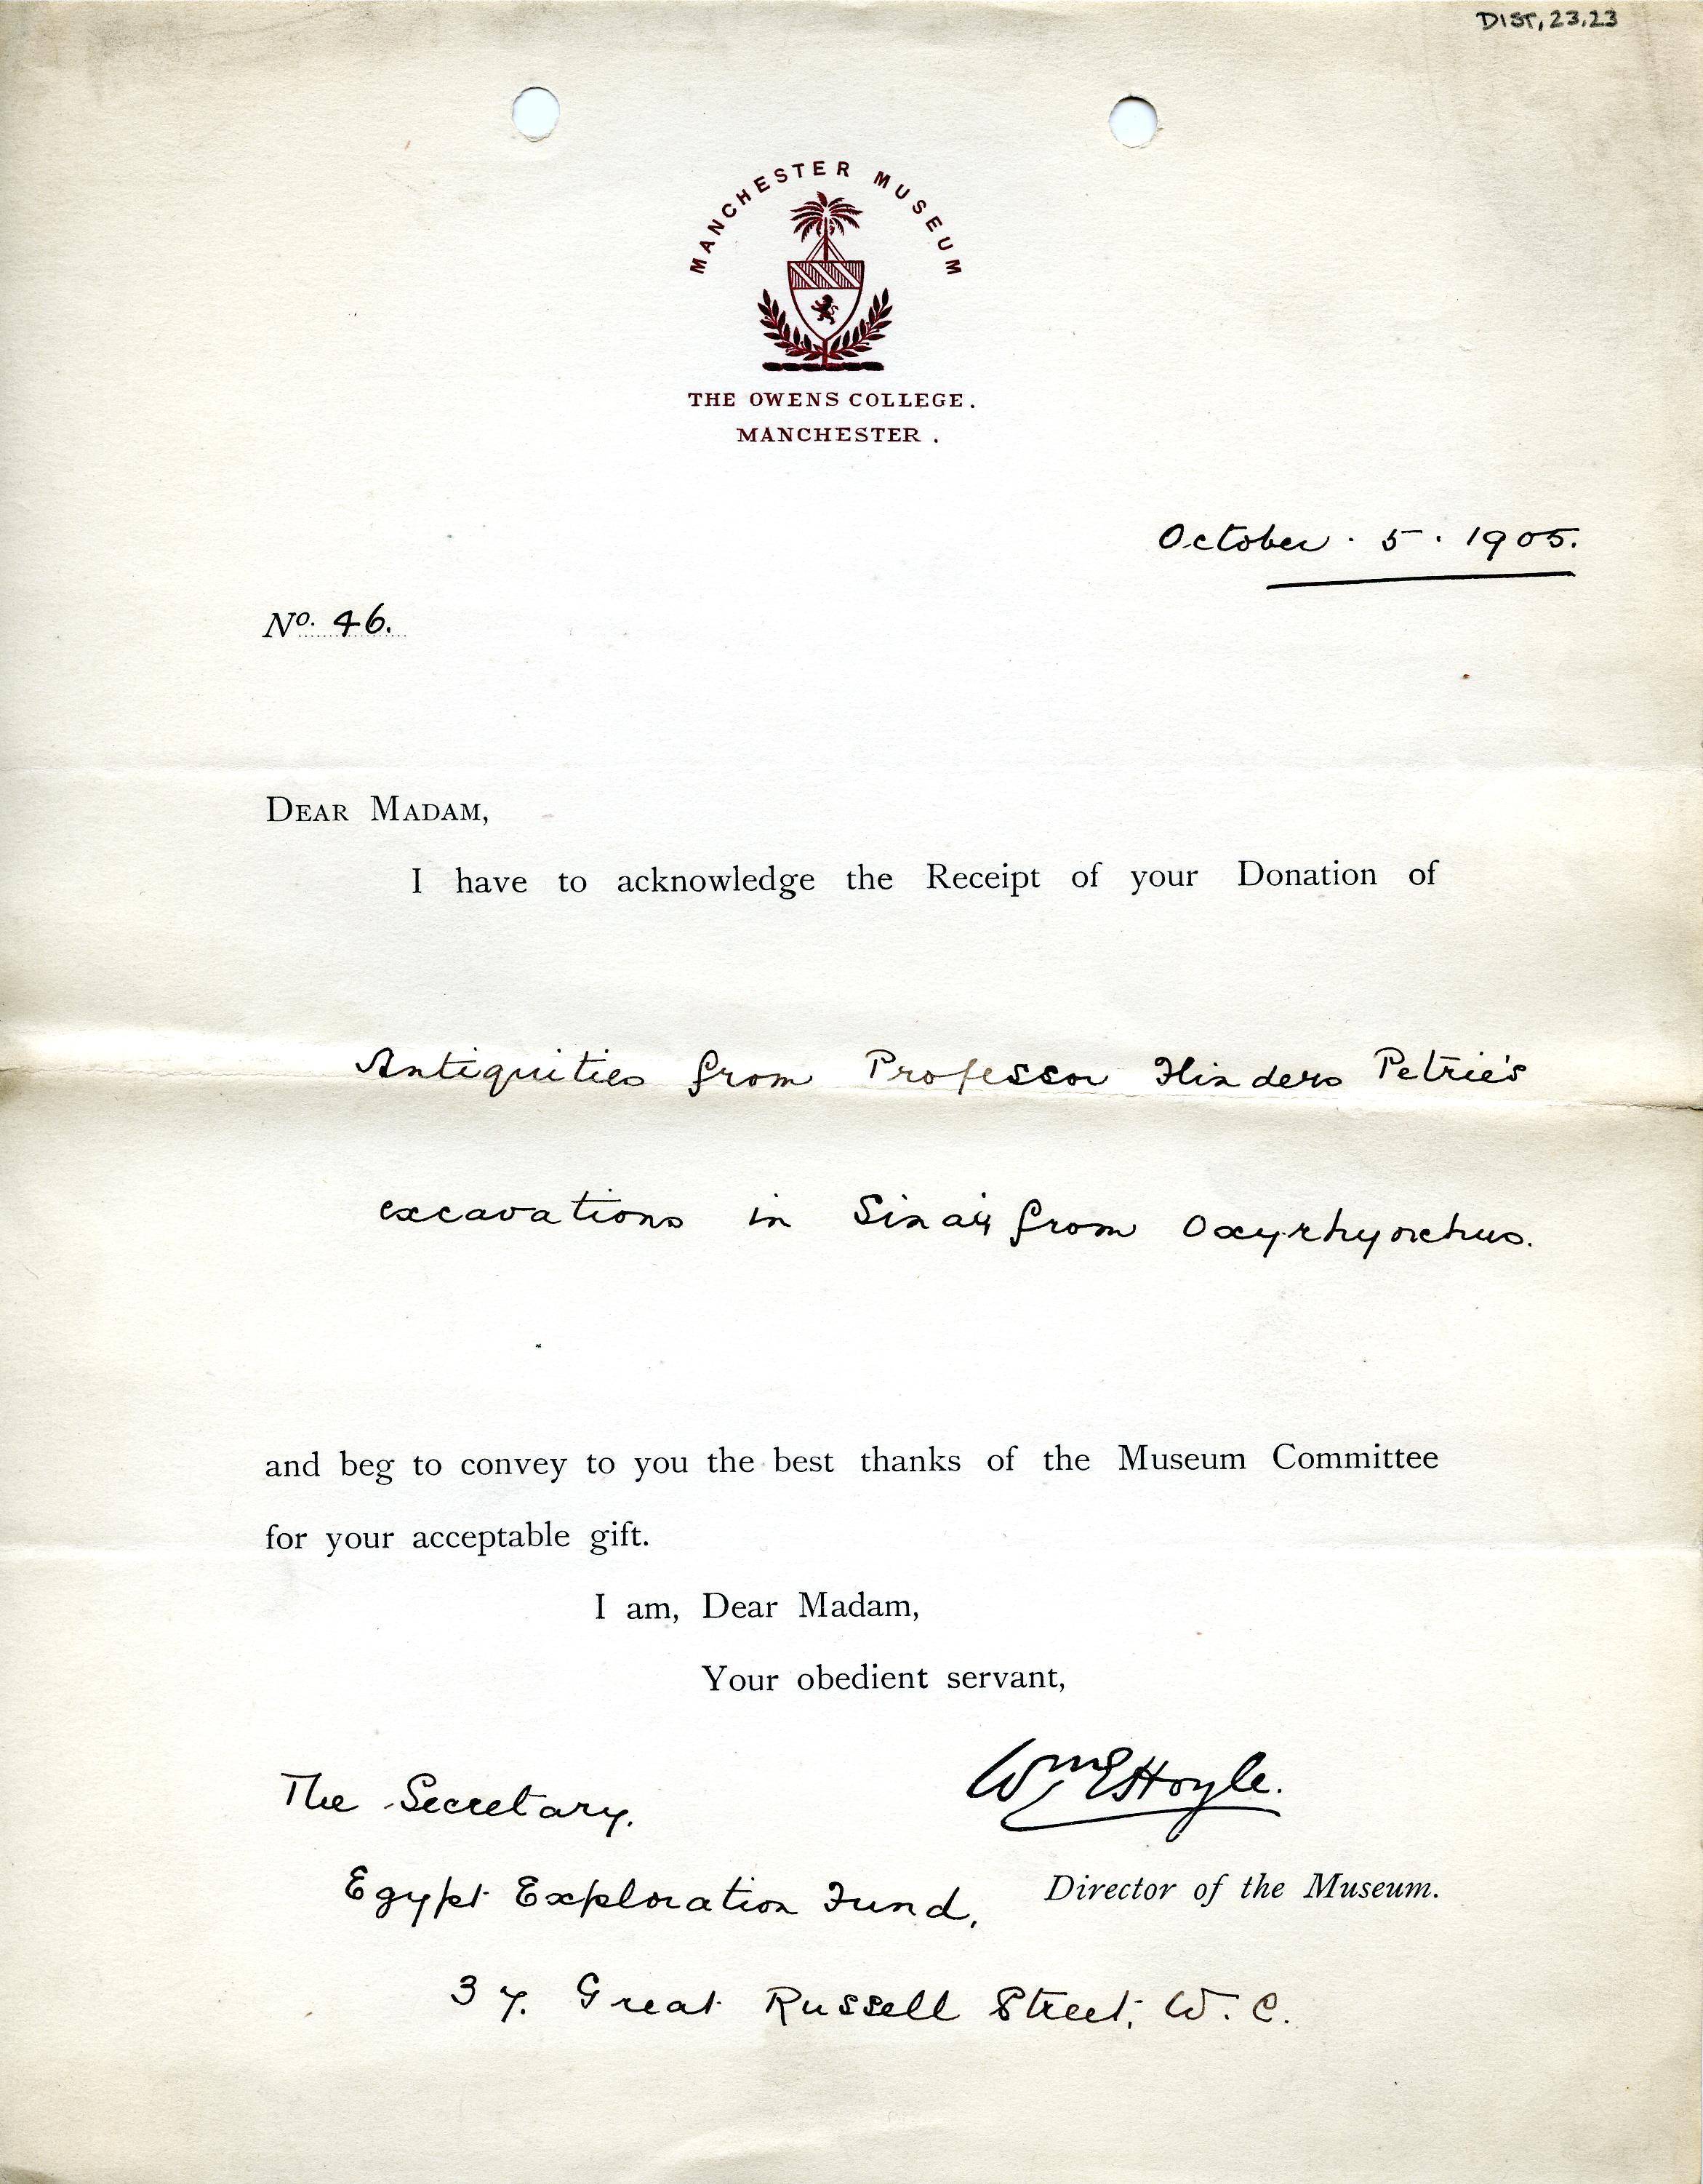 DIST, 23.23
MANCHESTER MUSEUM
THE OWENS COLLEGE.
MANCHESTER.
October . 5 . 1905.
No. 46.
DEAR MADAM,
I have to acknowledge the Receipt of your Donation of
Antiquities from Professor Flinders Petrie's
excavations in Sinai & from Oxyrhynchus.
and beg to convey to you the best thanks of the Museum Committee
for your acceptable gift.
I am, Dear Madam,
Your obedient servant,
Wm E Hoyle.
The Secretary.
Director of the Museum.
Egypt Exploration Fund,
37. Great Russell Street, W. C.